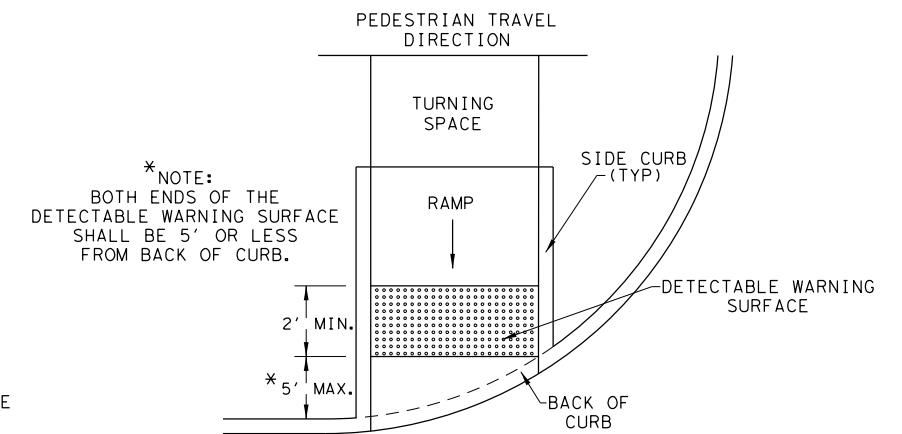 PEDESTRIAN TRAVEL
DIRECTION
TURNING
SPACE
*NOTE:
BOTH ENDS OF THE
DETECTABLE WARNING SURFACE
SHALL BE 5' OR LESS
FROM BACK OF CURB.
SIDE CURB
(TYP)
RAMP
DETECTABLE WARNING
SURFACE
2' MIN.
*5' MAX.
BACK OF
CURB
E